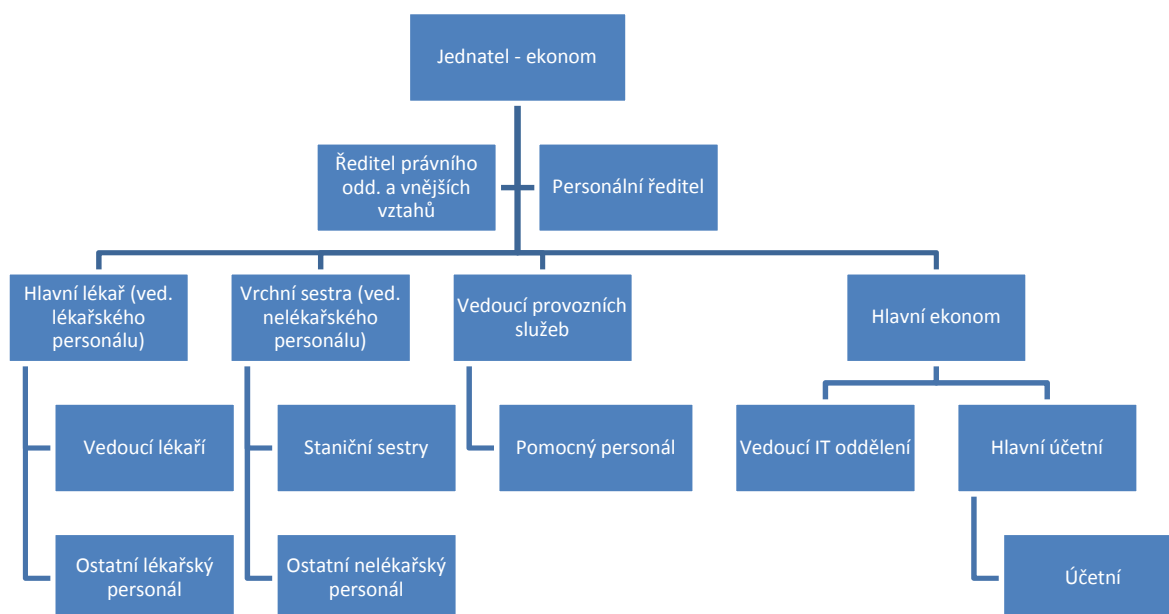 Jednatel - ekonom
Ředitel právního
odd. a vnějších
vztahů
Personální ředitel
Hlavní lékař (ved.
lékařského
personálu)
Vrchní sestra (ved.
nelékařského
personálu)
Vedoucí provozních
služeb
Hlavní ekonom
Vedoucí lékaří
Staniční sestry
Pomocný personál
Vedoucí IT oddělení
Hlavní účetní
Ostatní lékařský
personál
Ostatní nelékařský
personál
Účetní